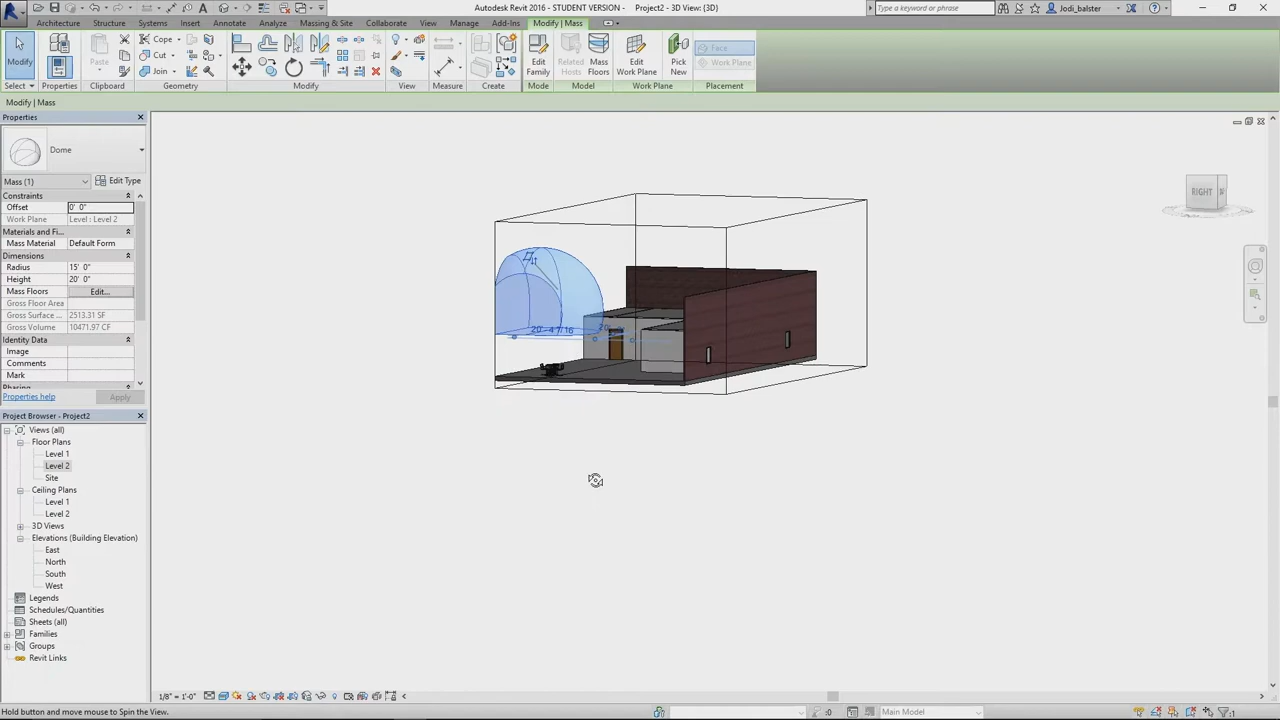 Autodesk Revit 2016 - STUDENT VERSION - Project2 - 3D View: {3D}
Type a keyword or phrase
Jodi_balster
Architecture Structure Systems Insert Annotate Analyze Massing & Site Collaborate View Manage Add-Ins Modify | Mass
Modify
Paste
Cope
Cut
Join
Edit Family
Related Hosts
Mass Floors
Edit Work Plane
Pick New
Face
Work Plane
Select Properties Clipboard Geometry Modify View Measure Create Mode Model Work Plane Placement
Modify | Mass
Properties
Dome
Mass (1) Edit Type
Constraints
Offset 0' 0"
Work Plane Level : Level 2
Materials and Fi...
Mass Material Default Form
Dimensions
Radius 15' 0"
Height 20' 0"
Mass Floors Edit...
Gross Floor Area
Gross Surface ... 2513.31 SF
Gross Volume 10471.97 CF
Identity Data
Image
Comments
Mark
Phasing
Properties help Apply
Project Browser - Project2
Views (all)
Floor Plans
Level 1
Level 2
Site
Ceiling Plans
Level 1
Level 2
3D Views
Elevations (Building Elevation)
East
North
South
West
Legends
Schedules/Quantities
Sheets (all)
Families
Groups
Revit Links
RIGHT
1/8" = 1'-0"
Hold button and move mouse to Spin the View.
:0
Main Model
:1